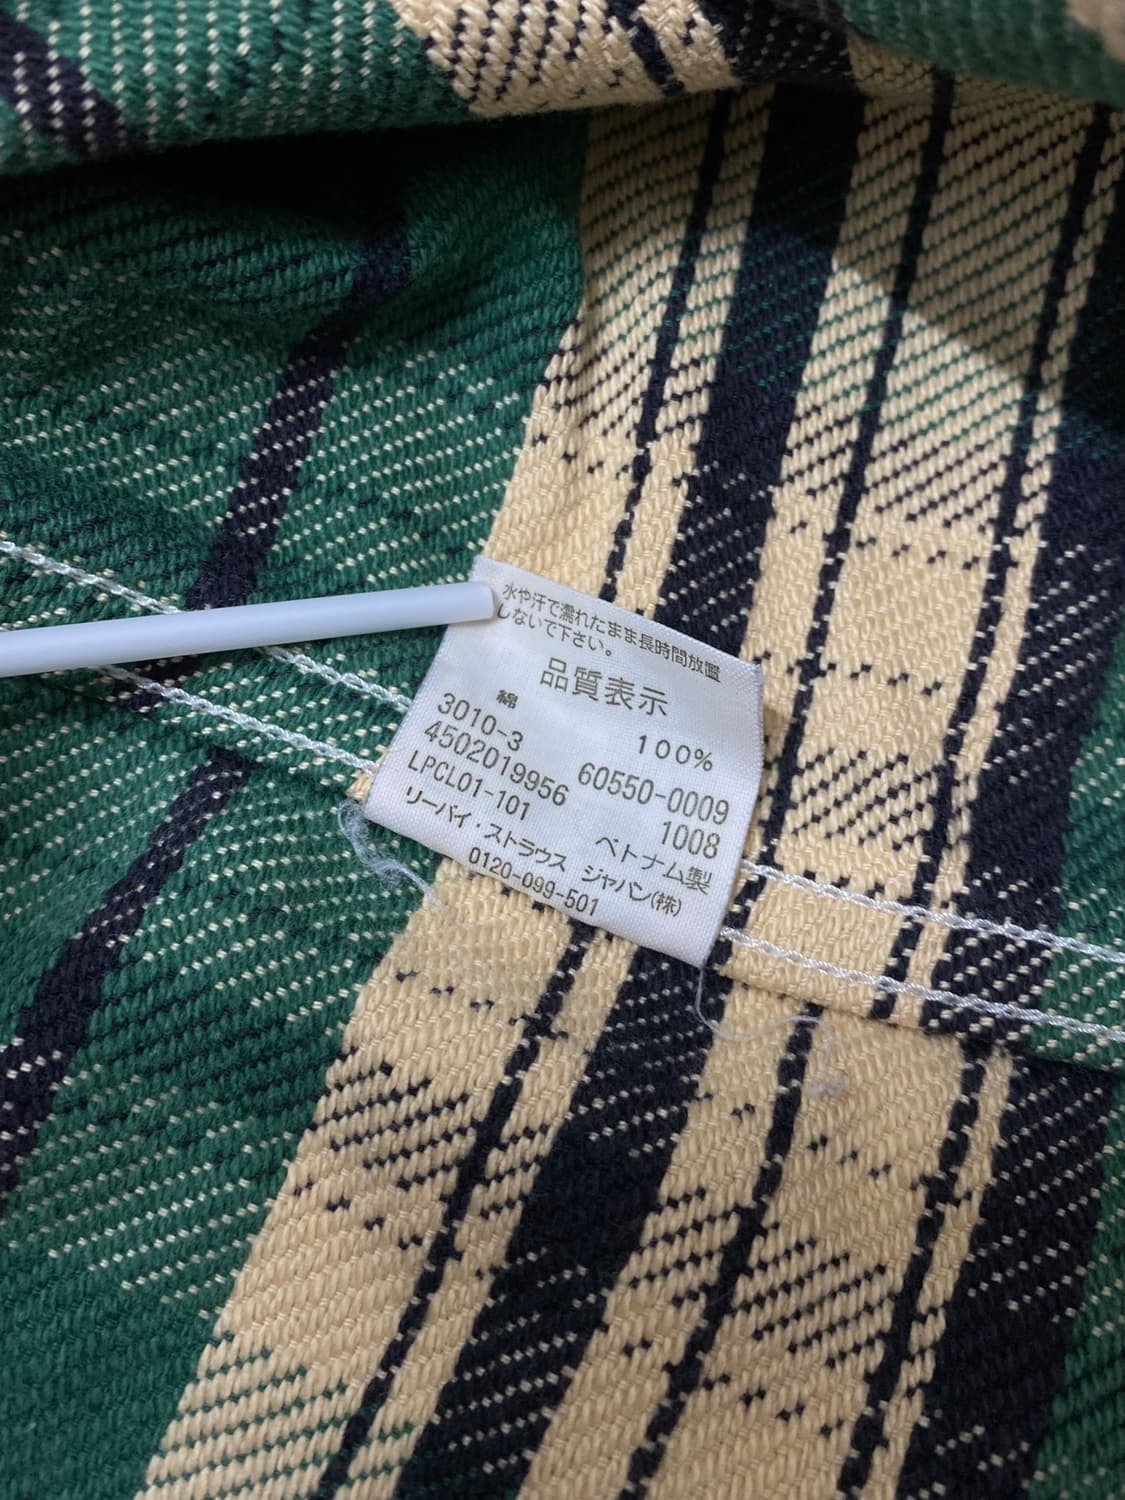 水や汗で濡れたまま長時間放置
しないで下さい。
品質表示
綿 100%
3010-3 60550-0009
4502019956 1008
LPCL01-101 ベトナム製
リーバイ・ストラウス ジャパン(株)
0120-099-501